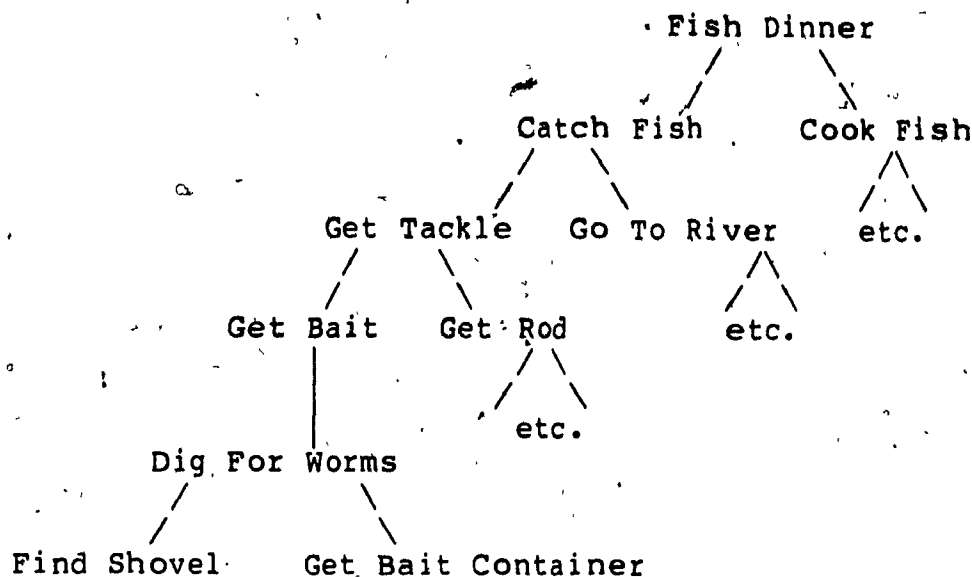 Fish Dinner
Catch Fish Cook Fish
Get Tackle Go To River etc.
Get Bait Get Rod etc.
etc.
Dig For Worms
Find Shovel Get Bait Container